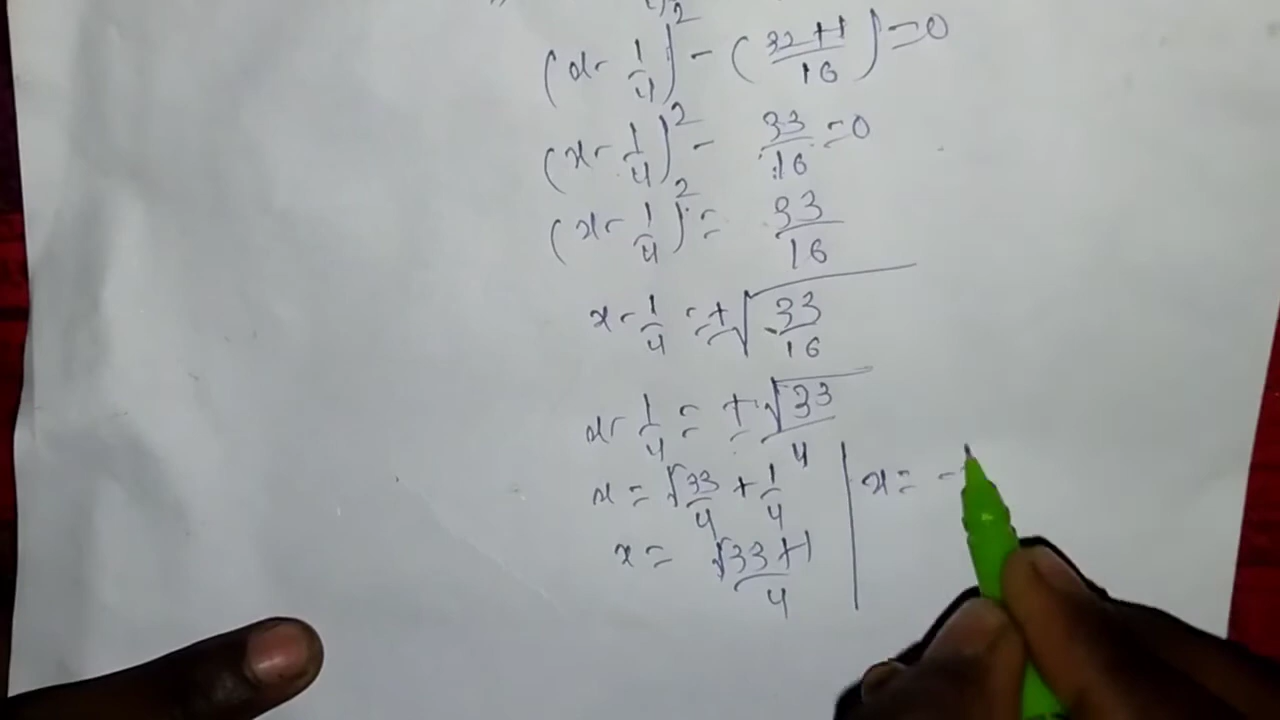 (x - 1/4)² - (32+1/16) = 0
(x - 1/4)² - 33/16 = 0
(x - 1/4)² = 33/16
x - 1/4 = ±√(33/16)
x - 1/4 = ±√33/4
x = √33/4 + 1/4 | x = -
x = √33+1/4